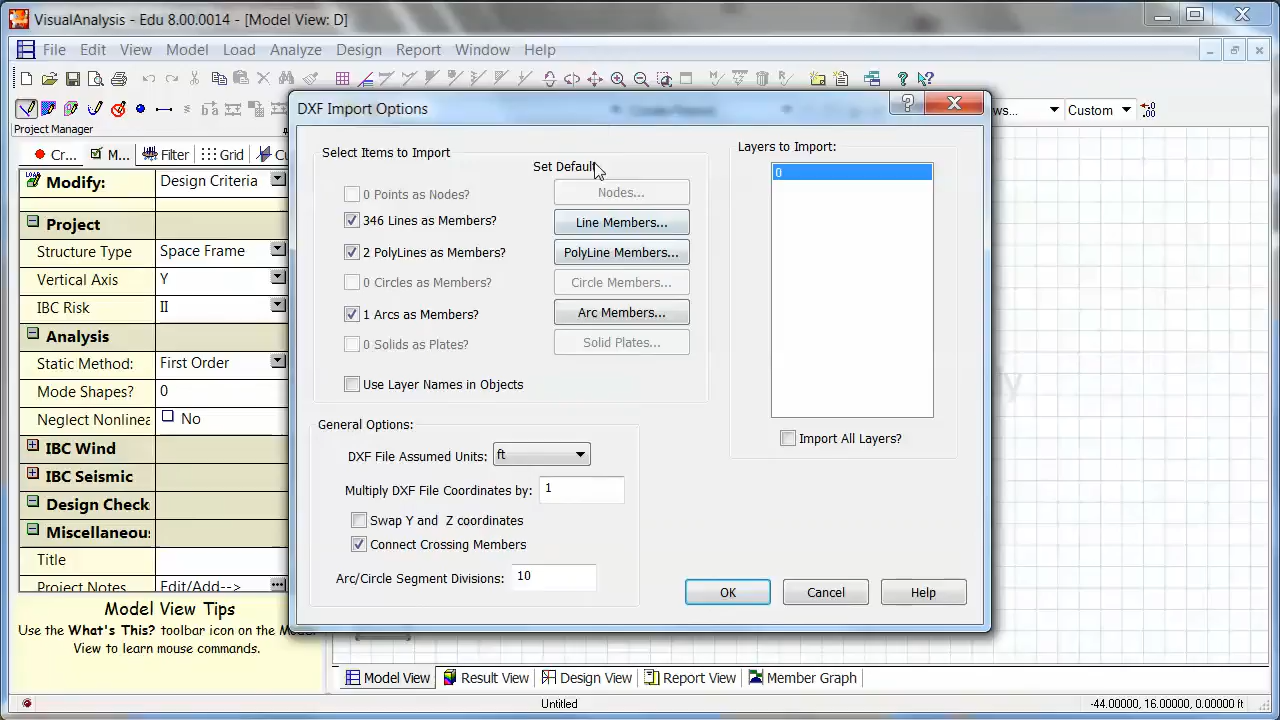 VisualAnalysis - Edu 8.00.0014 - [Model View: D]
File Edit View Model Load Analyze Design Report Window Help
Project Manager
Custom
Cr... M... Filter Grid
Modify: Design Criteria
Project
Structure Type Space Frame
Vertical Axis Y
IBC Risk II
Analysis
Static Method: First Order
Mode Shapes? 0
Neglect Nonlinea No
IBC Wind
IBC Seismic
Design Check
Miscellaneou:
Title
Project Notes Edit/Add-->
Model View Tips
Use the What's This? toolbar icon on the Model
View to learn mouse commands.
DXF Import Options
Select Items to Import
Set Default
0 Points as Nodes? Nodes...
346 Lines as Members? Line Members...
2 PolyLines as Members? PolyLine Members...
0 Circles as Members? Circle Members...
1 Arcs as Members? Arc Members...
0 Solids as Plates? Solid Plates...
Use Layer Names in Objects
General Options:
DXF File Assumed Units: ft
Multiply DXF File Coordinates by: 1
Swap Y and Z coordinates
Connect Crossing Members
Arc/Circle Segment Divisions: 10
Layers to Import:
0
Import All Layers?
OK Cancel Help
Model View Result View Design View Report View Member Graph
Untitled -44.00000, 16.00000, 0.00000 ft